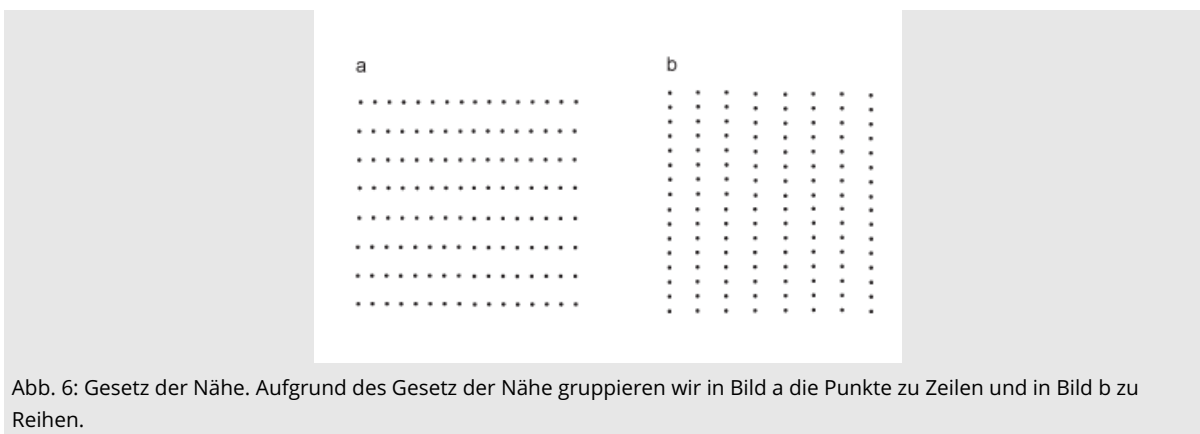 a
b
Abb. 6: Gesetz der Nähe. Aufgrund des Gesetz der Nähe gruppieren wir in Bild a die Punkte zu Zeilen und in Bild b zu
Reihen.